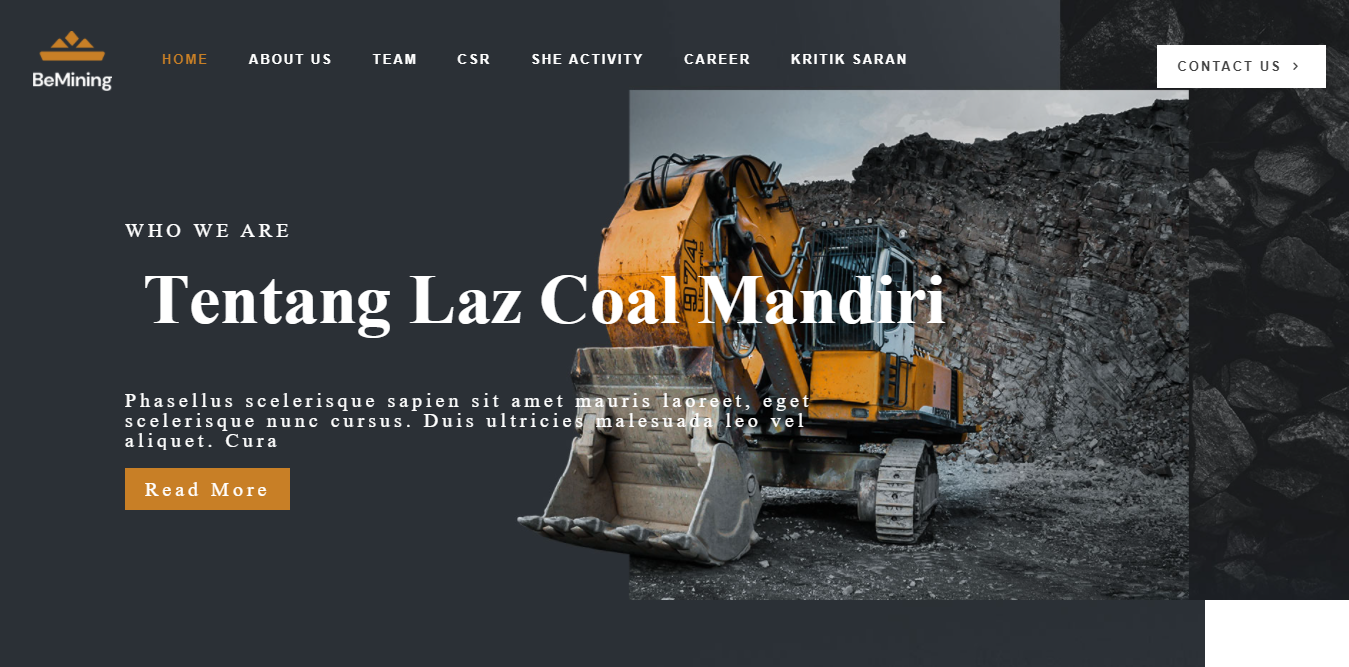 BeMining
HOME ABOUT US TEAM CSR SHE ACTIVITY CAREER KRITIK SARAN
CONTACT US
WHO WE ARE
Tentang Laz Coal Mandiri
974
Phasellus scelerisque sapien sit amet mauris laoreet, eget
scelerisque nunc cursus. Duis ultricies malesuada leo vel
aliquet. Cura
Read More